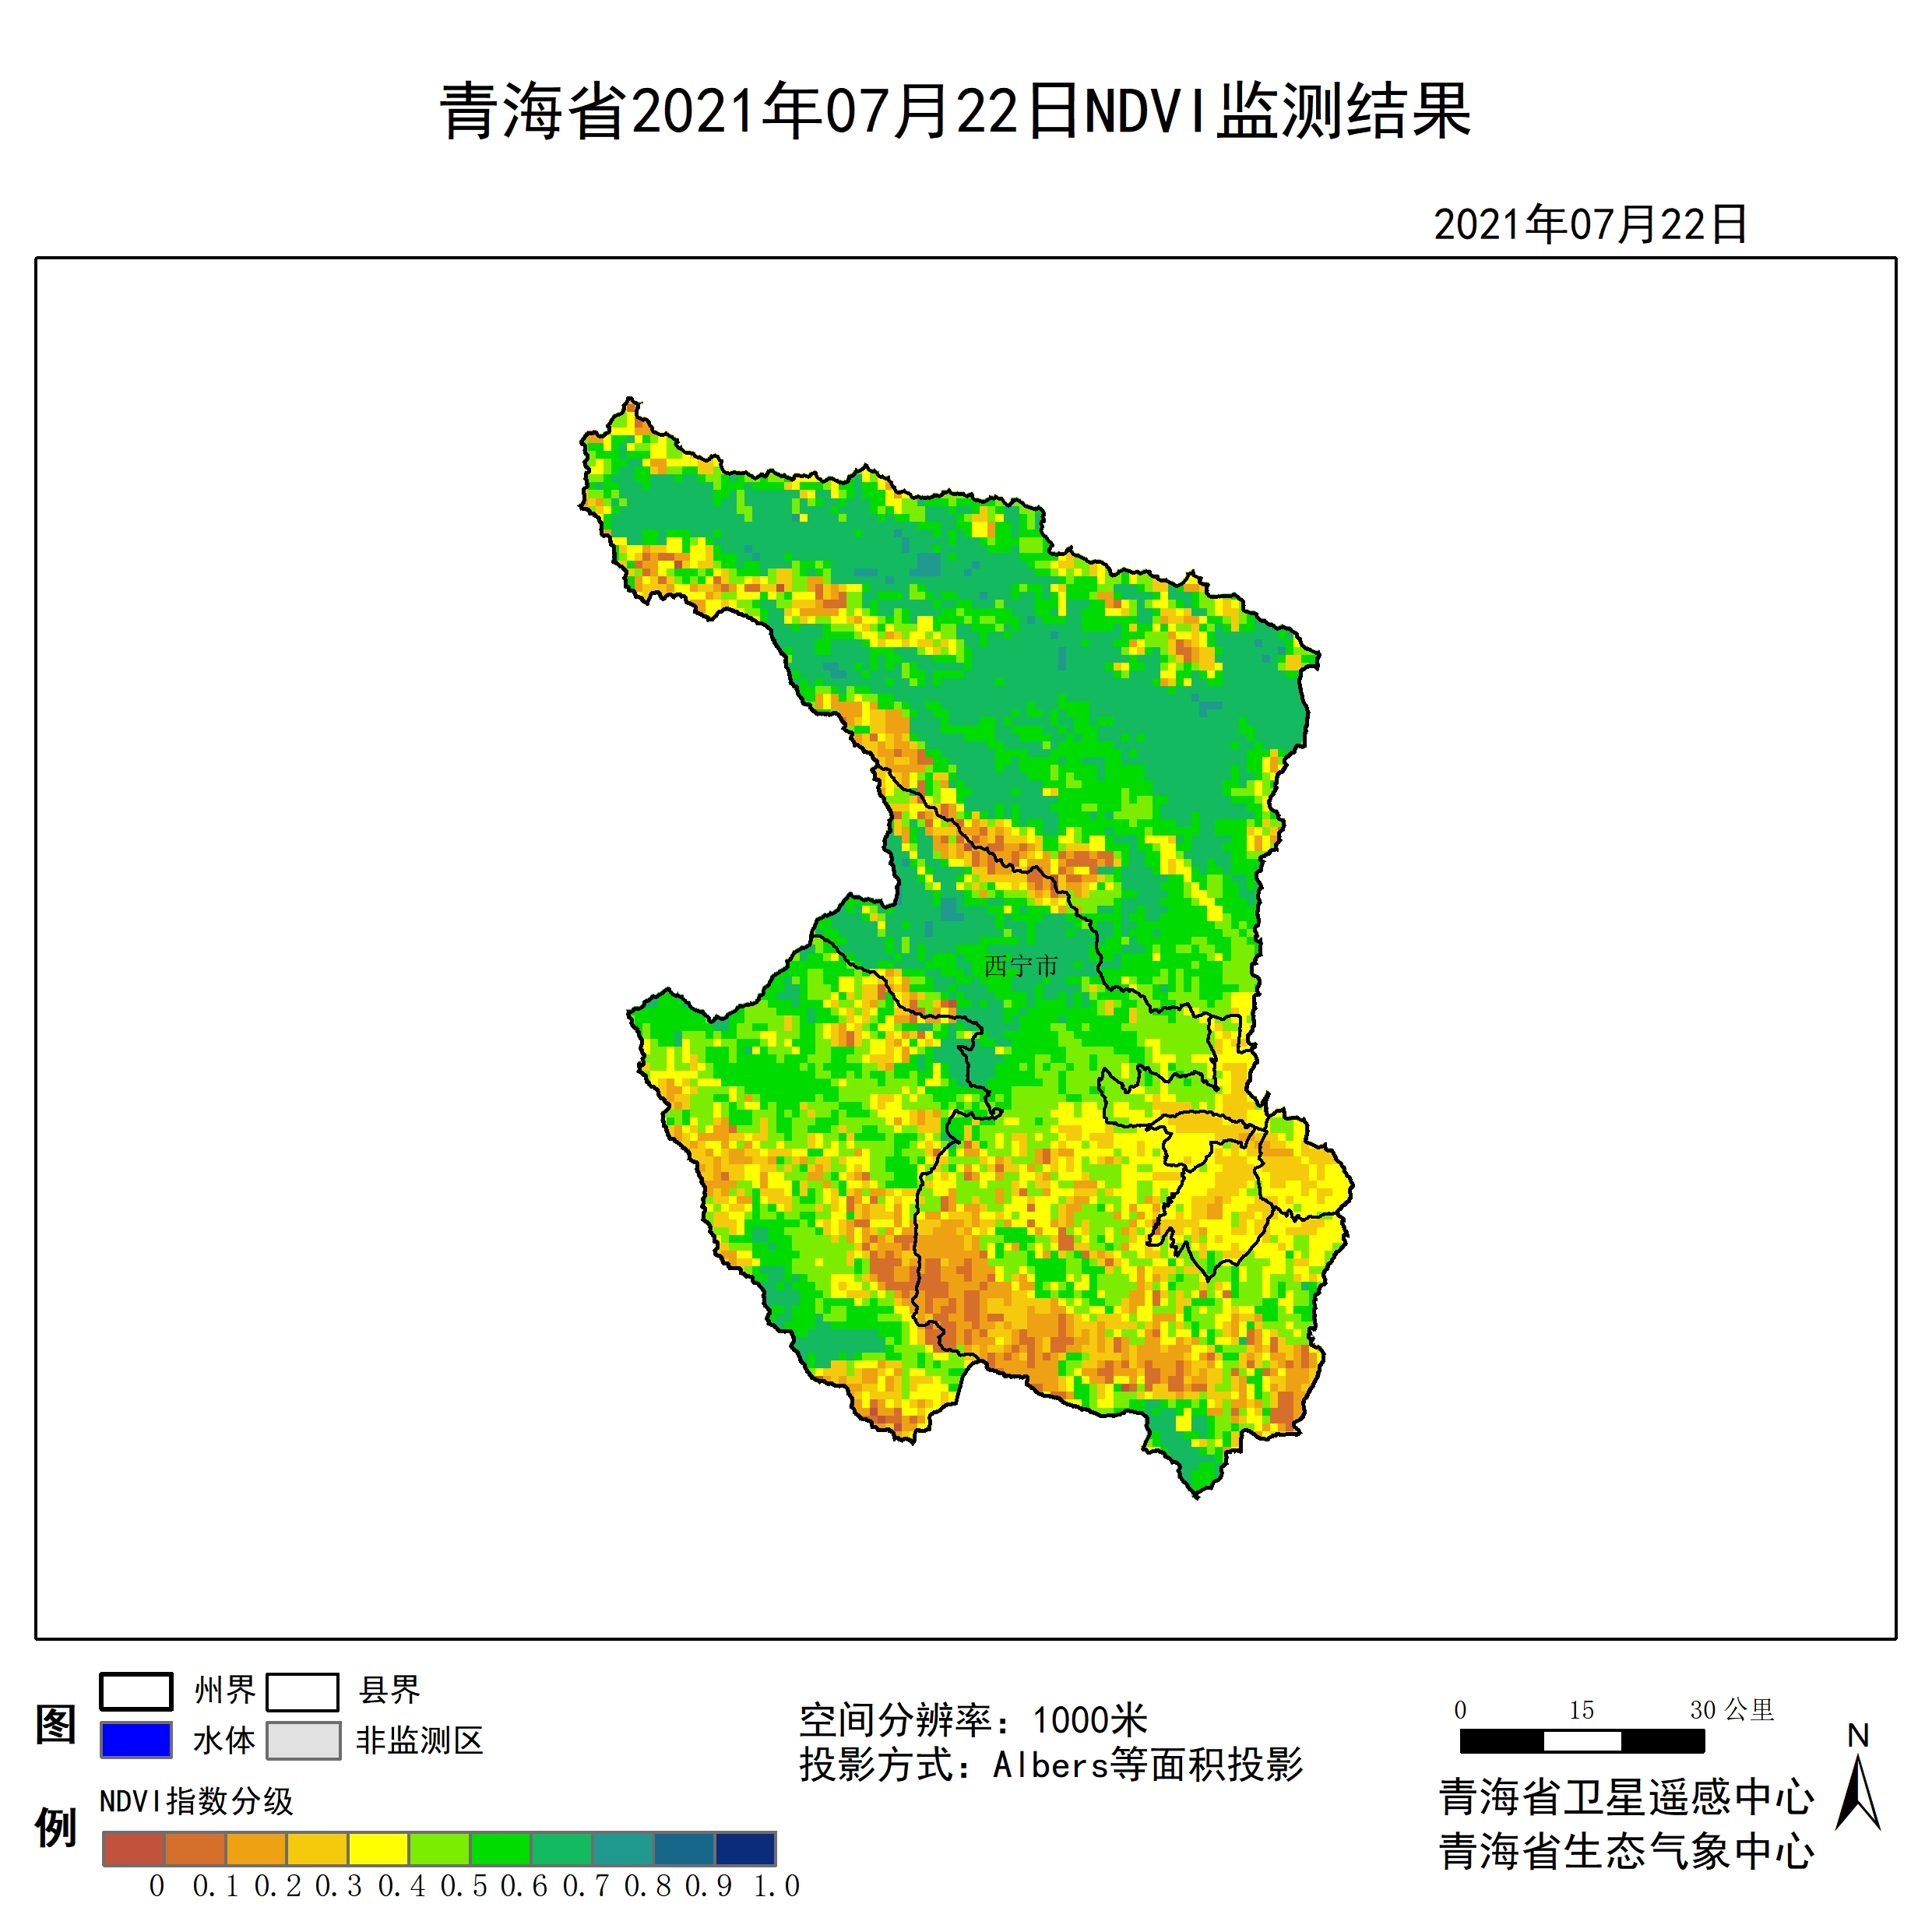 青海省2021年07月22日NDVI监测结果
2021年07月22日
西宁市
图例
州界
县界
水体
非监测区
NDVI指数分级
0 0.1 0.2 0.3 0.4 0.5 0.6 0.7 0.8 0.9 1.0
空间分辨率：1000米
投影方式：Albers等面积投影
0 15 30 公里
N
青海省卫星遥感中心
青海省生态气象中心